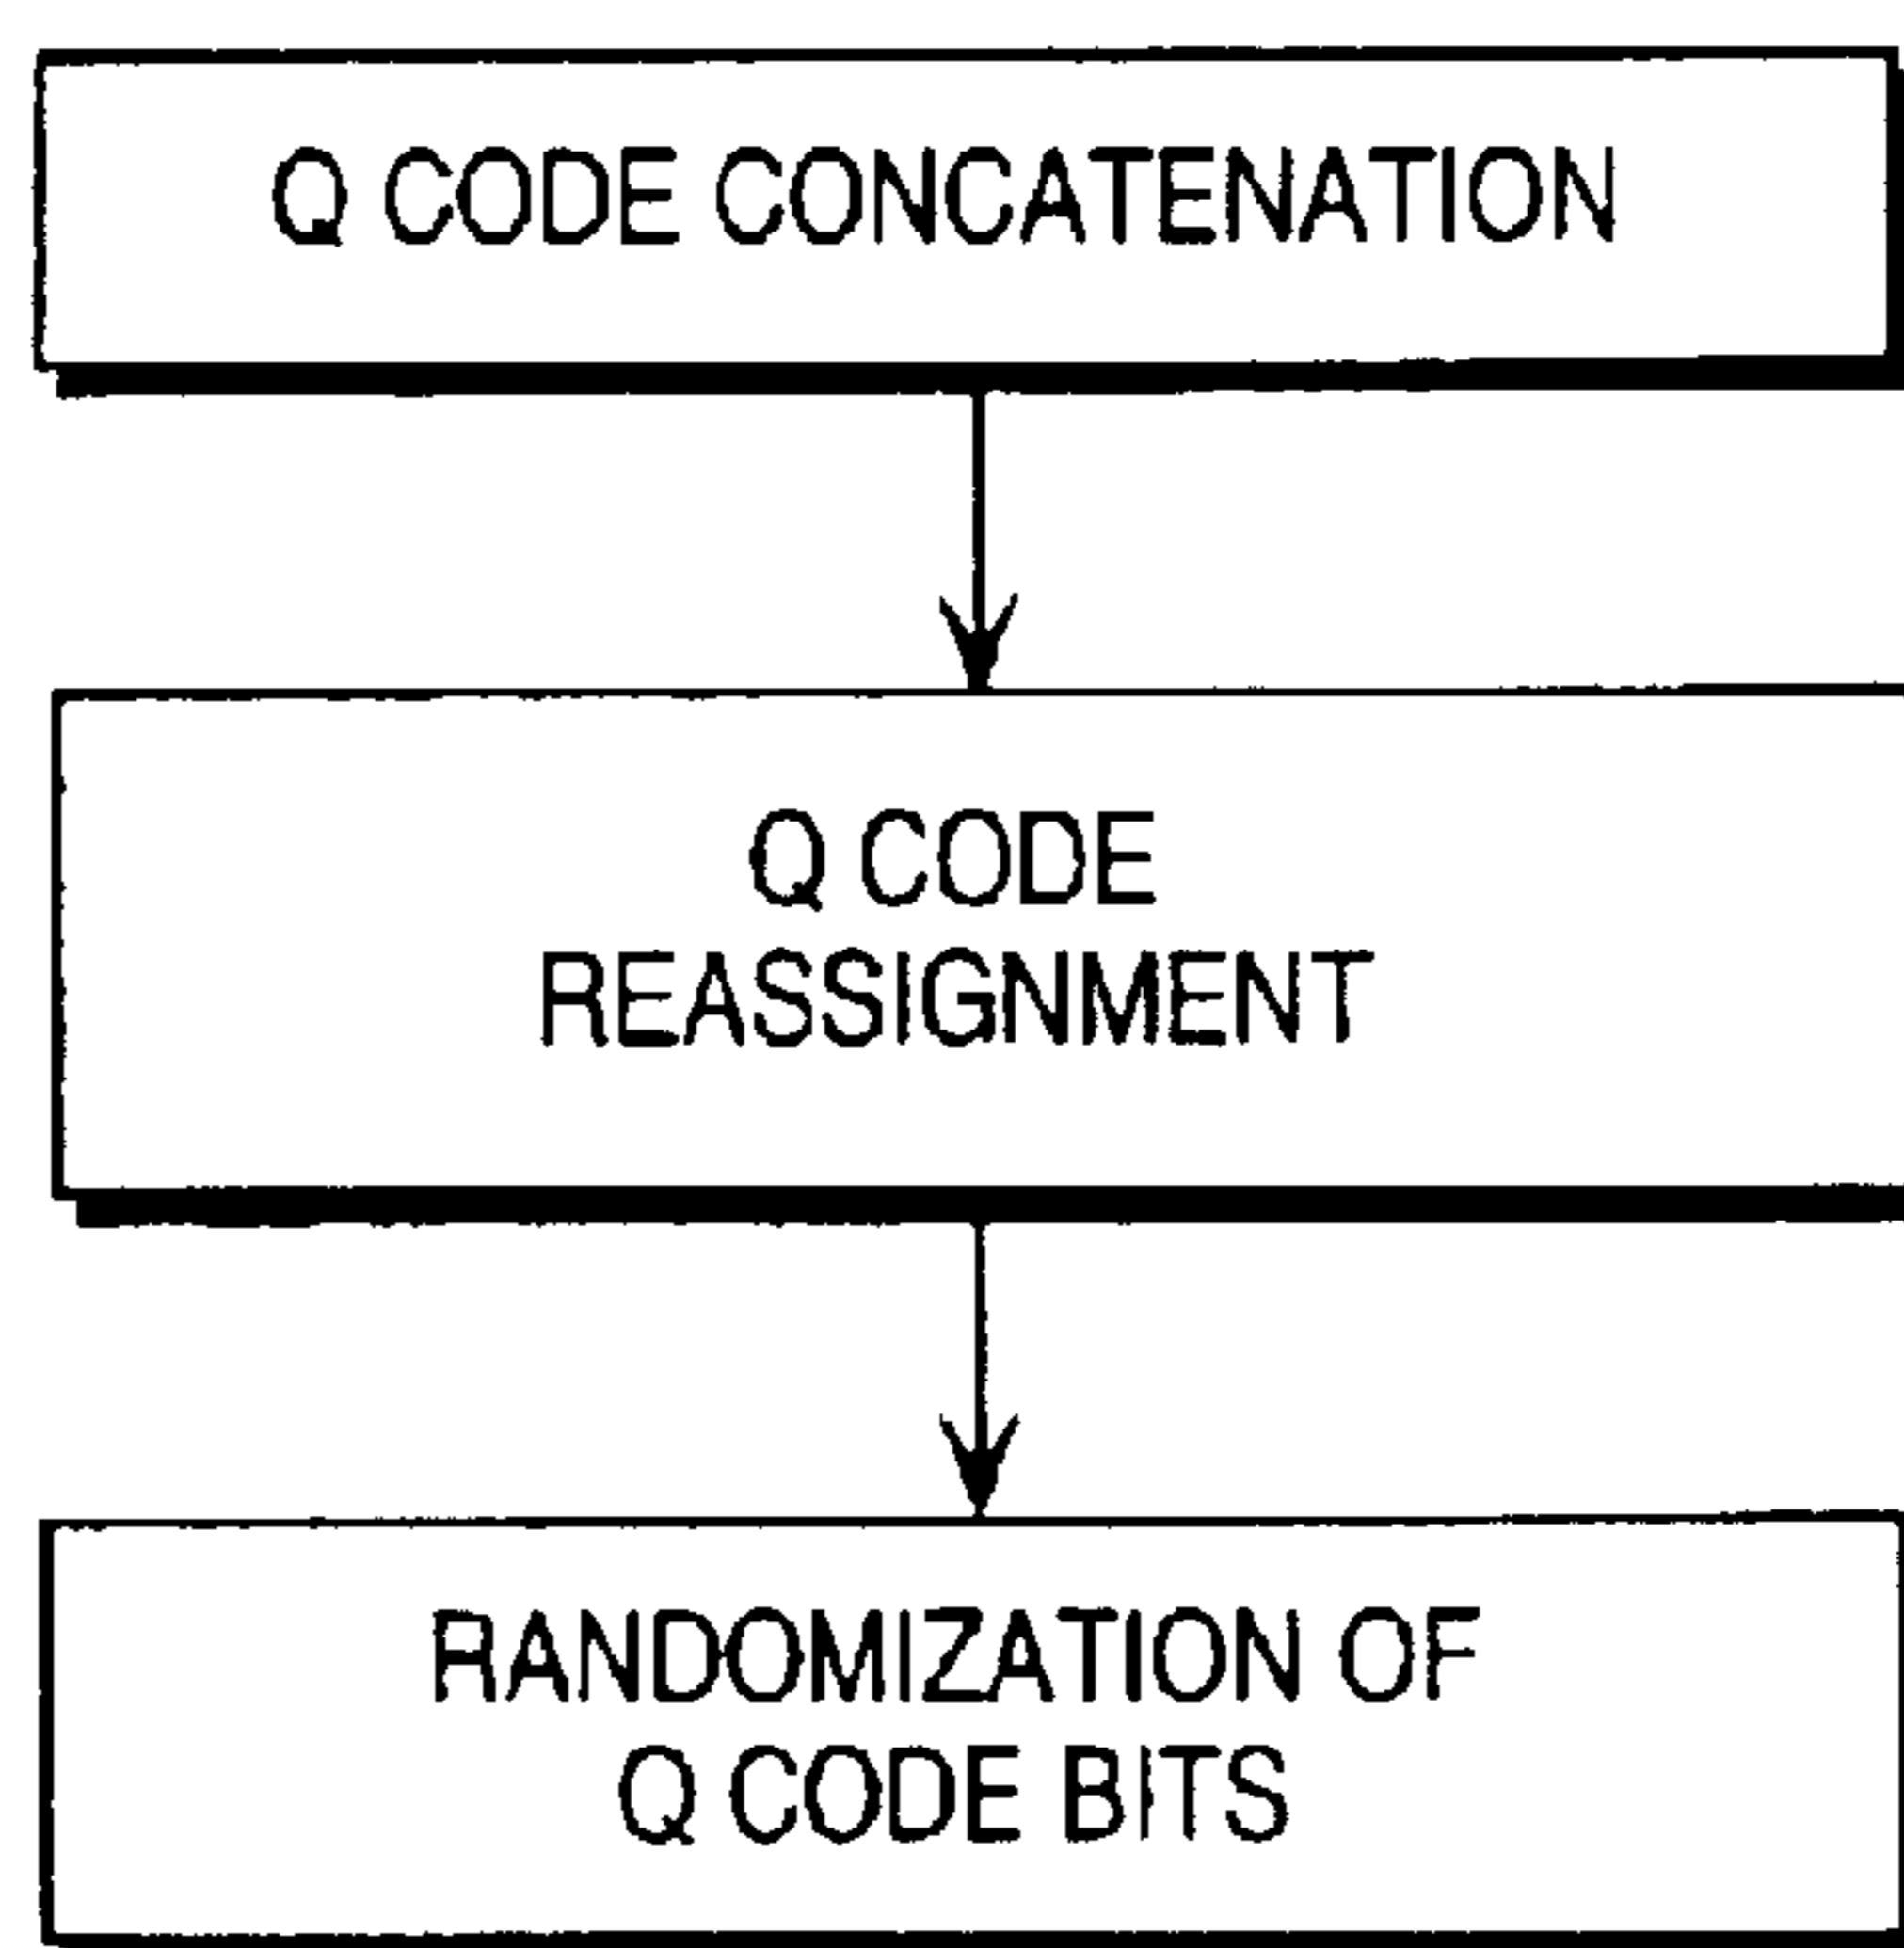 Q CODE CONCATENATION
Q CODE
REASSIGNMENT
RANDOMIZATION OF
Q CODE BITS